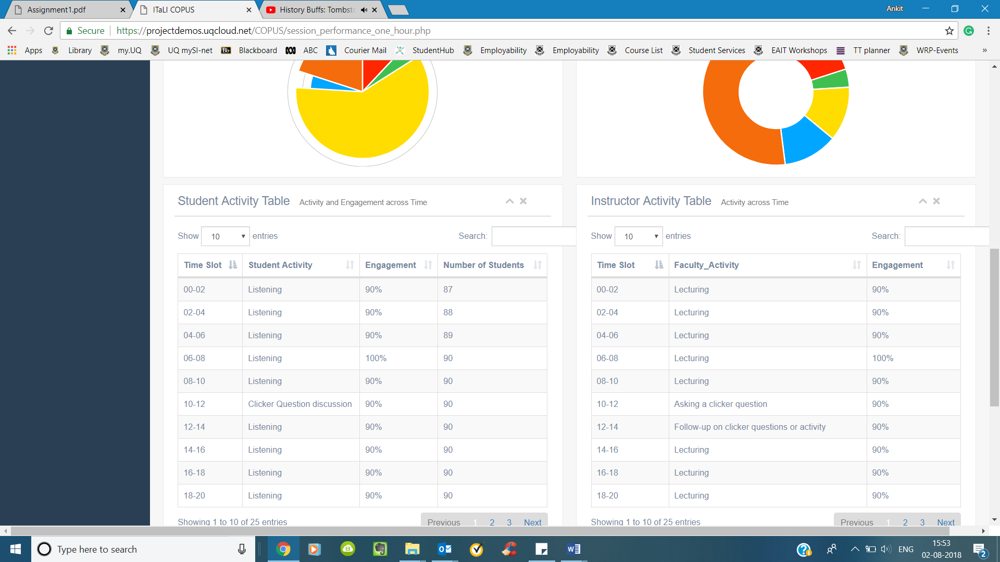 Assignment1.pdf
ITaLI COPUS
History Buffs: Tombst
Ankit
Secure
https://projectdemos.uqcloud.net/COPUS/session_performance_one_hour.php
Apps Library my.UQ UQ mySI-net Blackboard ABC Courier Mail StudentHub Employability Employability Course List Student Services EAIT Workshops TT planner WRP-Events »
Student Activity Table Activity and Engagement across Time
Show 10 entries Search:
Time Slot Student Activity Engagement Number of Students
00-02 Listening 90% 87
02-04 Listening 90% 88
04-06 Listening 90% 89
06-08 Listening 100% 90
08-10 Listening 90% 90
10-12 Clicker Question discussion 90% 90
12-14 Listening 90% 90
14-16 Listening 90% 90
16-18 Listening 90% 90
18-20 Listening 90% 90
Showing 1 to 10 of 25 entries Previous 1 2 3 Next
Instructor Activity Table Activity across Time
Show 10 entries Search:
Time Slot Faculty_Activity Engagement
00-02 Lecturing 90%
02-04 Lecturing 90%
04-06 Lecturing 90%
06-08 Lecturing 100%
08-10 Lecturing 90%
10-12 Asking a clicker question 90%
12-14 Follow-up on clicker questions or activity 90%
14-16 Lecturing 90%
16-18 Lecturing 90%
18-20 Lecturing 90%
Showing 1 to 10 of 25 entries Previous 1 2 3 Next
Type here to search
ENG
15:53
02-08-2018
2